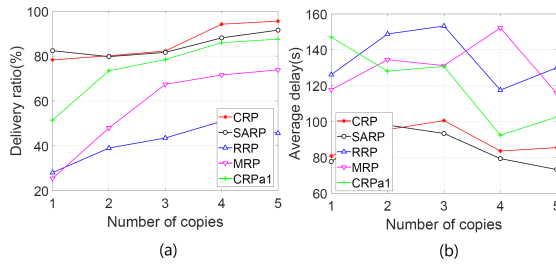 Delivery ratio(%)
100
80
60
40
20
CRP
SARP
RRP
MRP
CRPa1
1 2 3 4 5
Number of copies
(a)
Average delay(s)
160
140
120
100
80
60
CRP
SARP
RRP
MRP
CRPa1
1 2 3 4 5
Number of copies
(b)